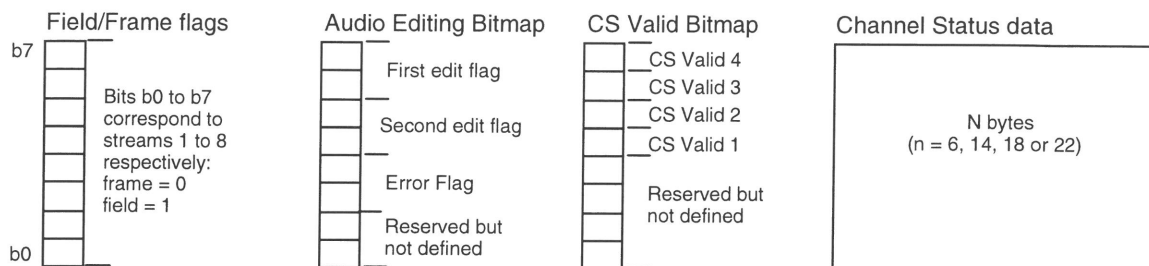 Field/Frame flags
b7
Bits b0 to b7
correspond to
streams 1 to 8
respectively:
frame = 0
field = 1
b0
Audio Editing Bitmap
First edit flag
Second edit flag
Error Flag
Reserved but
not defined
CS Valid Bitmap
CS Valid 4
CS Valid 3
CS Valid 2
CS Valid 1
Reserved but
not defined
Channel Status data
N bytes
(n = 6, 14, 18 or 22)